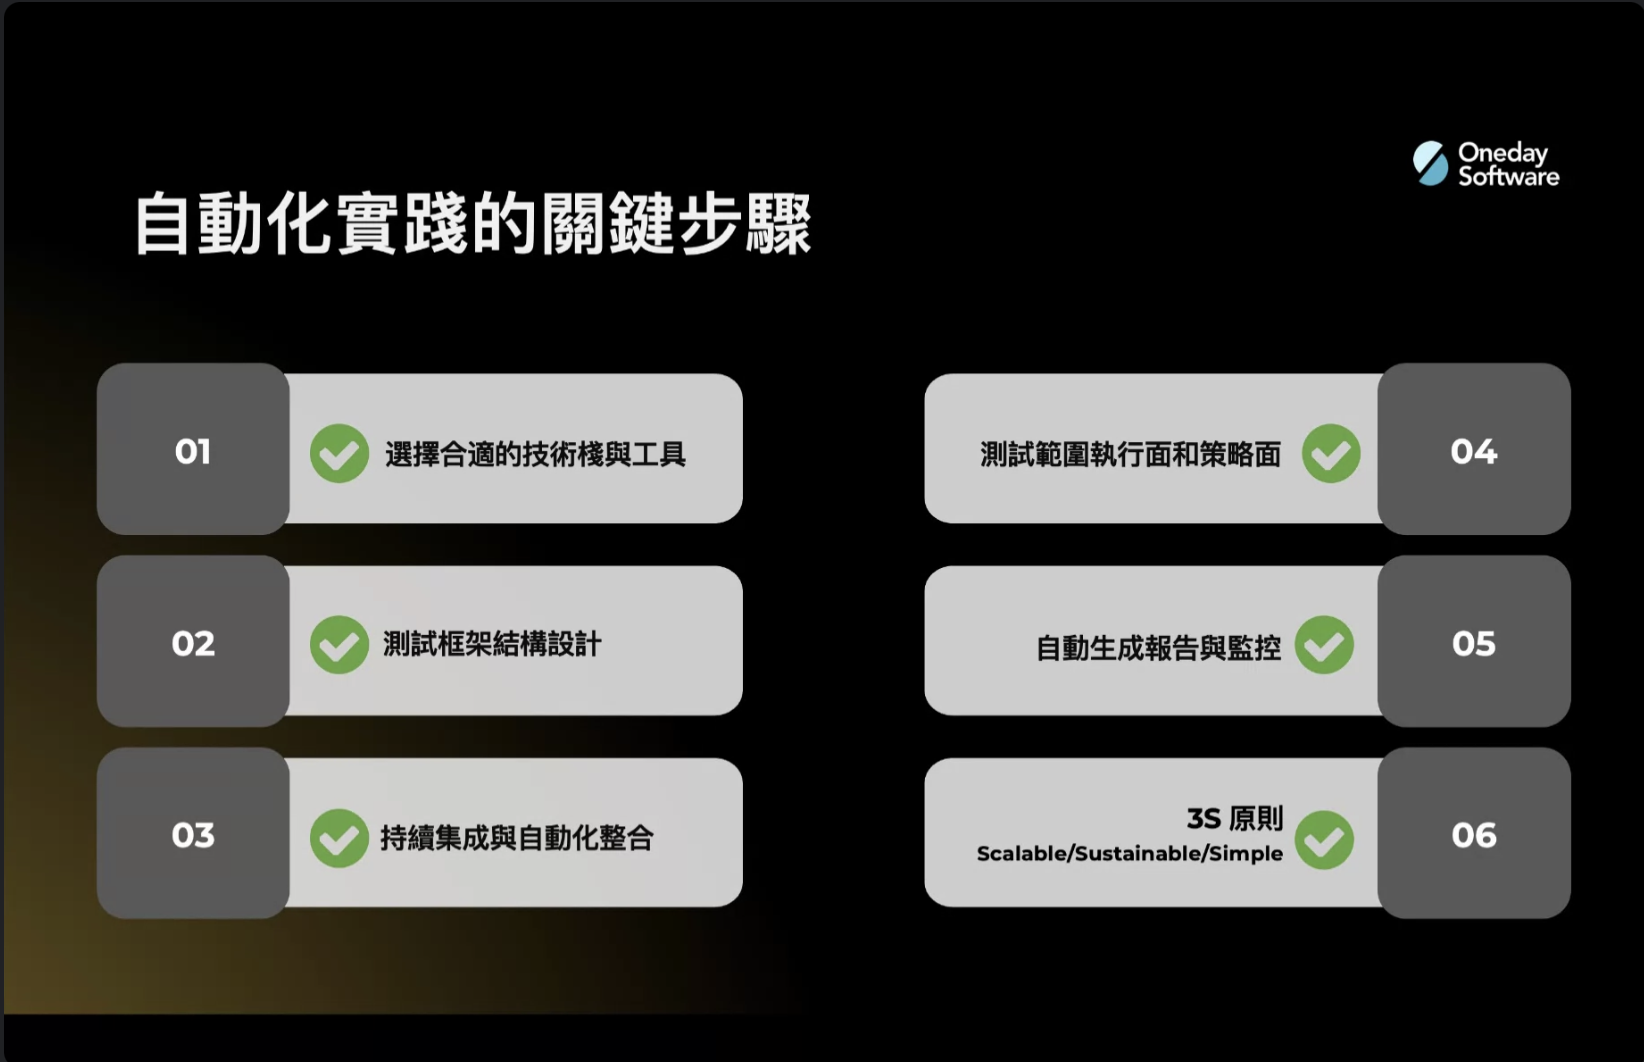 Oneday
Software
自動化實踐的關鍵步驟
01
選擇合適的技術棧與工具
02
測試框架結構設計
03
持續集成與自動化整合
測試範圍執行面和策略面
04
自動生成報告與監控
05
3S 原則
Scalable/Sustainable/Simple
06